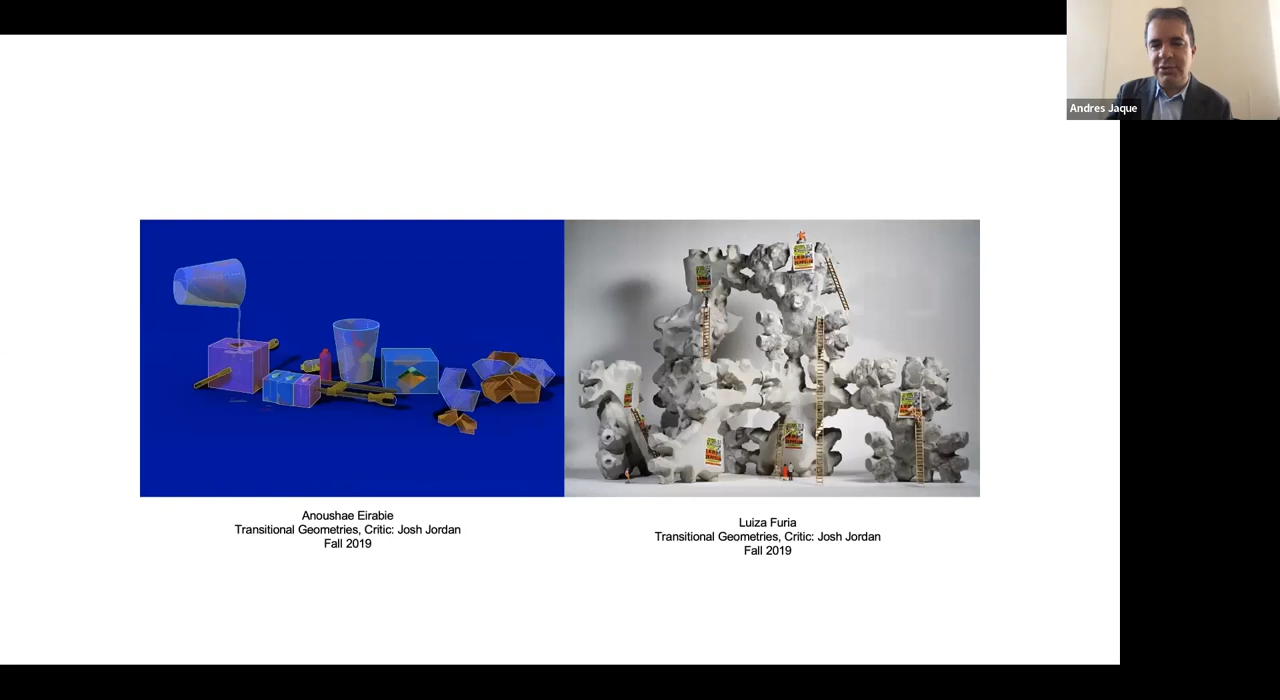 Andres Jaque
Anoushae Eirabie
Transitional Geometries, Critic: Josh Jordan
Fall 2019
Luiza Furia
Transitional Geometries, Critic: Josh Jordan
Fall 2019